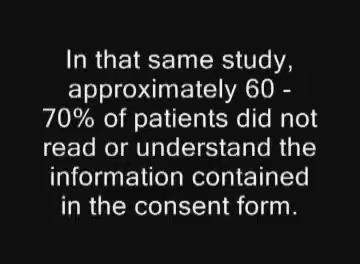 In that same study,
approximately 60 -
70% of patients did not
read or understand the
information contained
in the consent form.